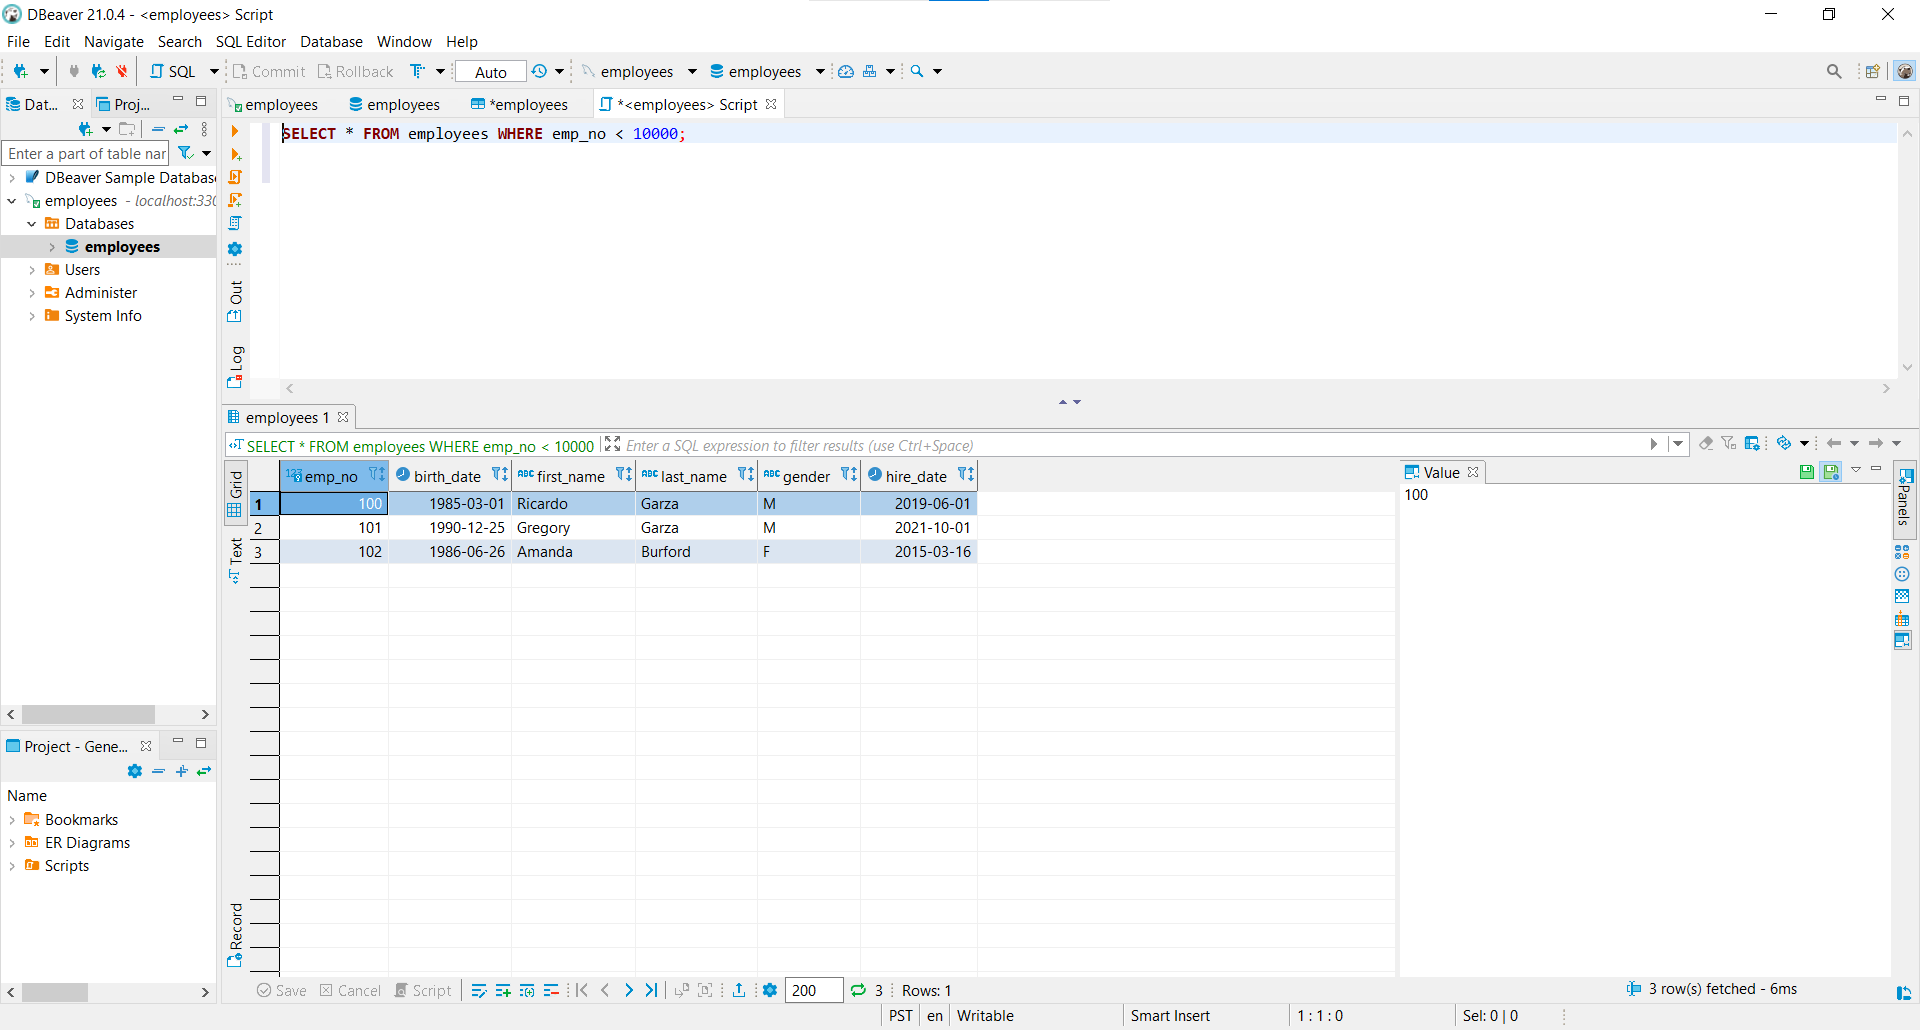 DBeaver 21.0.4 - <employees> Script
File Edit Navigate Search SQL Editor Database Window Help
SQL Commit Rollback T Auto employees employees
Dat... Proj... employees employees *employees *<employees> Script
Enter a part of table nar
DBeaver Sample Databas
employees - localhost:330
Databases
employees
Users
Administer
System Info
SELECT * FROM employees WHERE emp_no < 10000;
Out
Log
employees 1
T SELECT * FROM employees WHERE emp_no < 10000 Enter a SQL expression to filter results (use Ctrl+Space)
Grid
Text
Record
123 emp_no birth_date ABC first_name ABC last_name ABC gender hire_date
1 100 1985-03-01 Ricardo Garza M 2019-06-01
2 101 1990-12-25 Gregory Garza M 2021-10-01
3 102 1986-06-26 Amanda Burford F 2015-03-16
Value
100
Panels
Project - Gene...
Name
Bookmarks
ER Diagrams
Scripts
Save Cancel Script 200 3 Rows: 1
3 row(s) fetched - 6ms
PST en Writable Smart Insert 1 : 1 : 0 Sel: 0 | 0